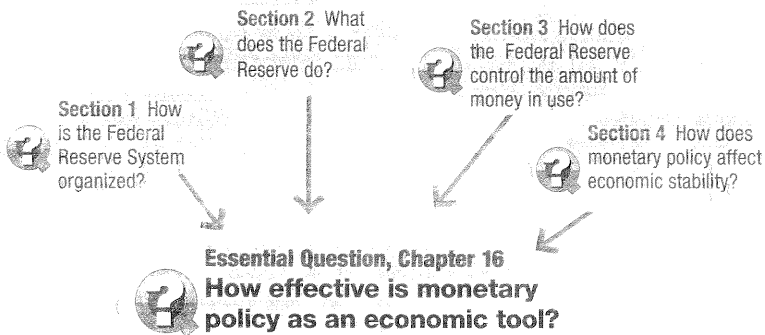 Section 1 How
is the Federal
Reserve System
organized?
Section 2 What
does the Federal
Reserve do?
Section 3 How does
the Federal Reserve
control the amount of
money in use?
Section 4 How does
monetary policy affect
economic stability?
Essential Question, Chapter 16
How effective is monetary
policy as an economic tool?